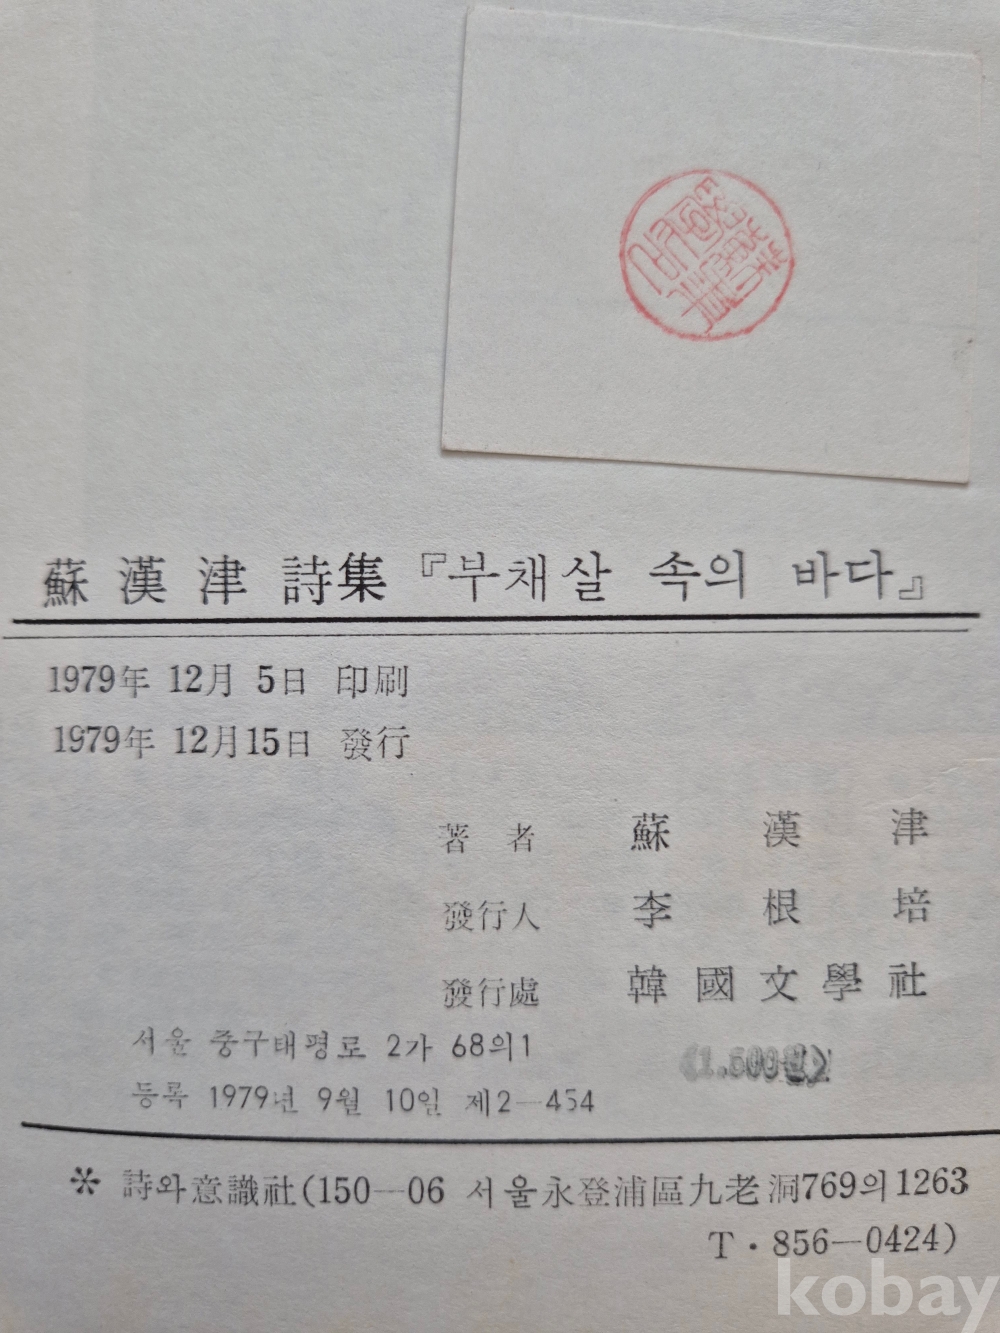 蘇漢津 詩集 『부채살 속의 바다』
1979年 12月 5日 印刷
1979年 12月15日 發行
著者 蘇漢津
發行人 李根培
發行處 韓國文學社
서울 중구태평로 2가 68의1
등록 1979년 9월 10일 제2—454
* 詩와意識社(150—06 서울永登浦區九老洞769의1263
T・856—0424)
kobay